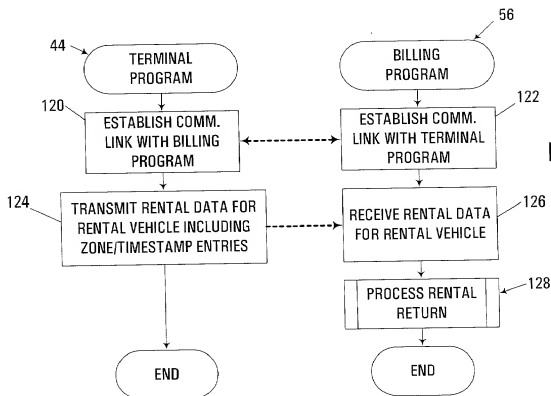 44
TERMINAL
PROGRAM
56
BILLING
PROGRAM
120
ESTABLISH COMM.
LINK WITH BILLING
PROGRAM
122
ESTABLISH COMM.
LINK WITH TERMINAL
PROGRAM
124
TRANSMIT RENTAL DATA FOR
RENTAL VEHICLE INCLUDING
ZONE/TIMESTAMP ENTRIES
126
RECEIVE RENTAL DATA
FOR RENTAL VEHICLE
128
PROCESS RENTAL
RETURN
END
END